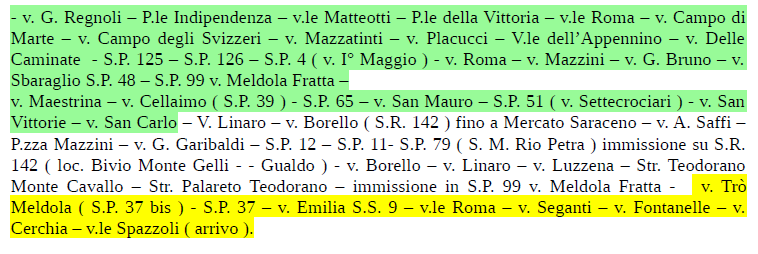 - v. G. Regnoli – P.le Indipendenza – v.le Matteotti – P.le della Vittoria – v.le Roma – v. Campo di
Marte – v. Campo degli Svizzeri – v. Mazzatinti – v. Placucci – V.le dell'Appennino – v. Delle
Caminate - S.P. 125 – S.P. 126 – S.P. 4 ( v. I° Maggio ) - v. Roma – v. Mazzini – v. G. Bruno – v.
Sbaraglio S.P. 48 – S.P. 99 v. Meldola Fratta –
v. Maestrina – v. Cellaimo ( S.P. 39 ) - S.P. 65 – v. San Mauro – S.P. 51 ( v. Settecrociari ) - v. San
Vittorie – v. San Carlo – V. Linaro – v. Borello ( S.R. 142 ) fino a Mercato Saraceno – v. A. Saffi –
P.zza Mazzini – v. G. Garibaldi – S.P. 12 – S.P. 11- S.P. 79 ( S. M. Rio Petra ) immissione su S.R.
142 ( loc. Bivio Monte Gelli - - Gualdo ) - v. Borello – v. Linaro – v. Luzzena – Str. Teodorano
Monte Cavallo – Str. Palareto Teodorano – immissione in S.P. 99 v. Meldola Fratta - v. Trò
Meldola ( S.P. 37 bis ) - S.P. 37 – v. Emilia S.S. 9 – v.le Roma – v. Seganti – v. Fontanelle – v.
Cerchia – v.le Spazzoli ( arrivo ).